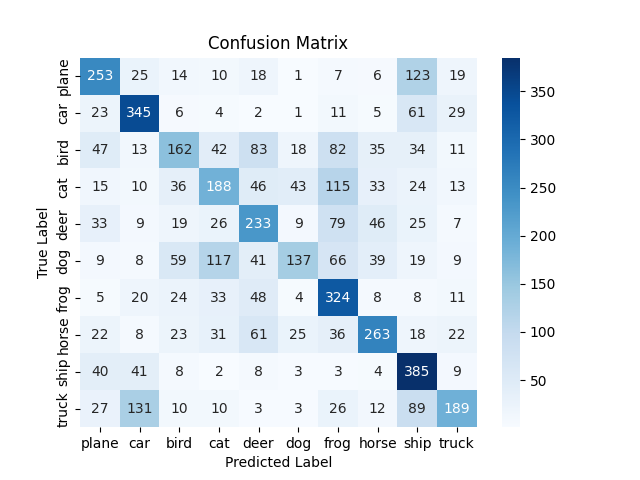 Confusion Matrix
True Label
plane 253 25 14 10 18 1 7 6 123 19
car 23 345 6 4 2 1 11 5 61 29
bird 47 13 162 42 83 18 82 35 34 11
cat 15 10 36 188 46 43 115 33 24 13
deer 33 9 19 26 233 9 79 46 25 7
dog 9 8 59 117 41 137 66 39 19 9
frog 5 20 24 33 48 4 324 8 8 11
horse 22 8 23 31 61 25 36 263 18 22
ship 40 41 8 2 8 3 3 4 385 9
truck 27 131 10 10 3 3 26 12 89 189
plane car bird cat deer dog frog horse ship truck
Predicted Label
350
300
250
200
150
100
50